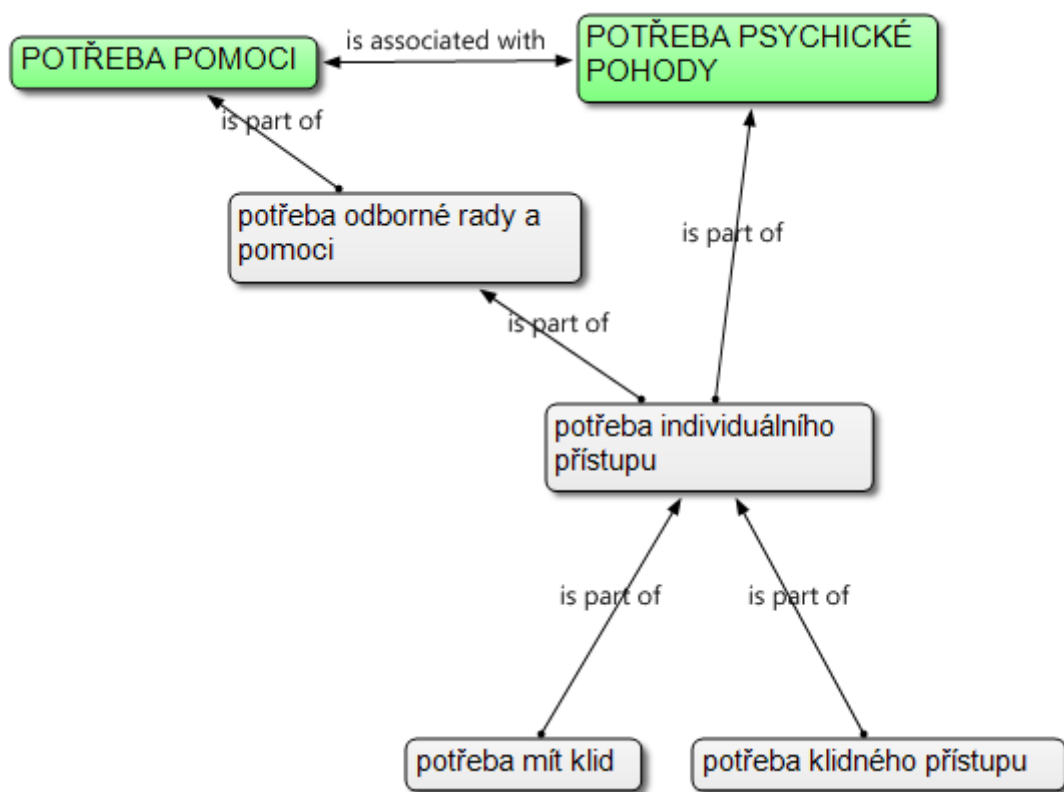 POTŘEBA POMOCI
is associated with
POTŘEBA PSYCHICKÉ
POHODY
is part of
potřeba odborné rady a
pomoci
is part of
is part of
potřeba individuálního
přístupu
is part of
is part of
potřeba mít klid
potřeba klidného přístupu